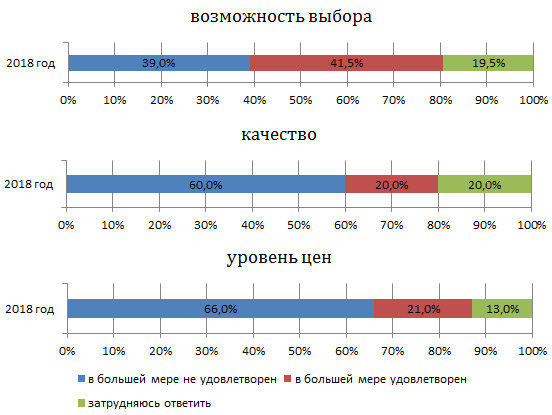 возможность выбора
2018 год
39,0% 41,5% 19,5%
0% 10% 20% 30% 40% 50% 60% 70% 80% 90% 100%
качество
2018 год
60,0% 20,0% 20,0%
0% 10% 20% 30% 40% 50% 60% 70% 80% 90% 100%
уровень цен
2018 год
66,0% 21,0% 13,0%
0% 10% 20% 30% 40% 50% 60% 70% 80% 90% 100%
в большей мере не удовлетворен в большей мере удовлетворен
затрудняюсь ответить